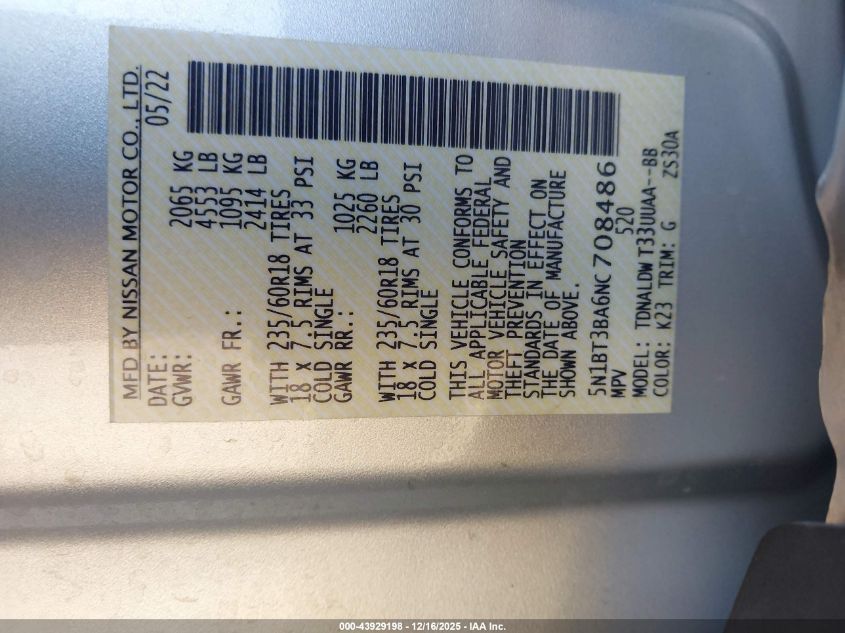 MFD BY NISSAN MOTOR CO., LTD.
DATE: 05/22
GVWR: 2065 KG
4553 LB
GAWR FR.: 1095 KG
2414 LB
WITH 235/60R18 TIRES
18 X 7.5 RIMS AT 33 PSI
COLD SINGLE
GAWR RR.: 1025 KG
2260 LB
WITH 235/60R18 TIRES
18 X 7.5 RIMS AT 30 PSI
COLD SINGLE
THIS VEHICLE CONFORMS TO
ALL APPLICABLE FEDERAL
MOTOR VEHICLE SAFETY AND
THEFT PREVENTION
STANDARDS IN EFFECT ON
THE DATE OF MANUFACTURE
SHOWN ABOVE.
5N1BT3BA6NC708486
MPV 520
MODEL: TDNALDWT33UUAA--BB
COLOR: K23 TRIM: G ZS30A
000-43929198 - 12/16/2025 - IAA Inc.